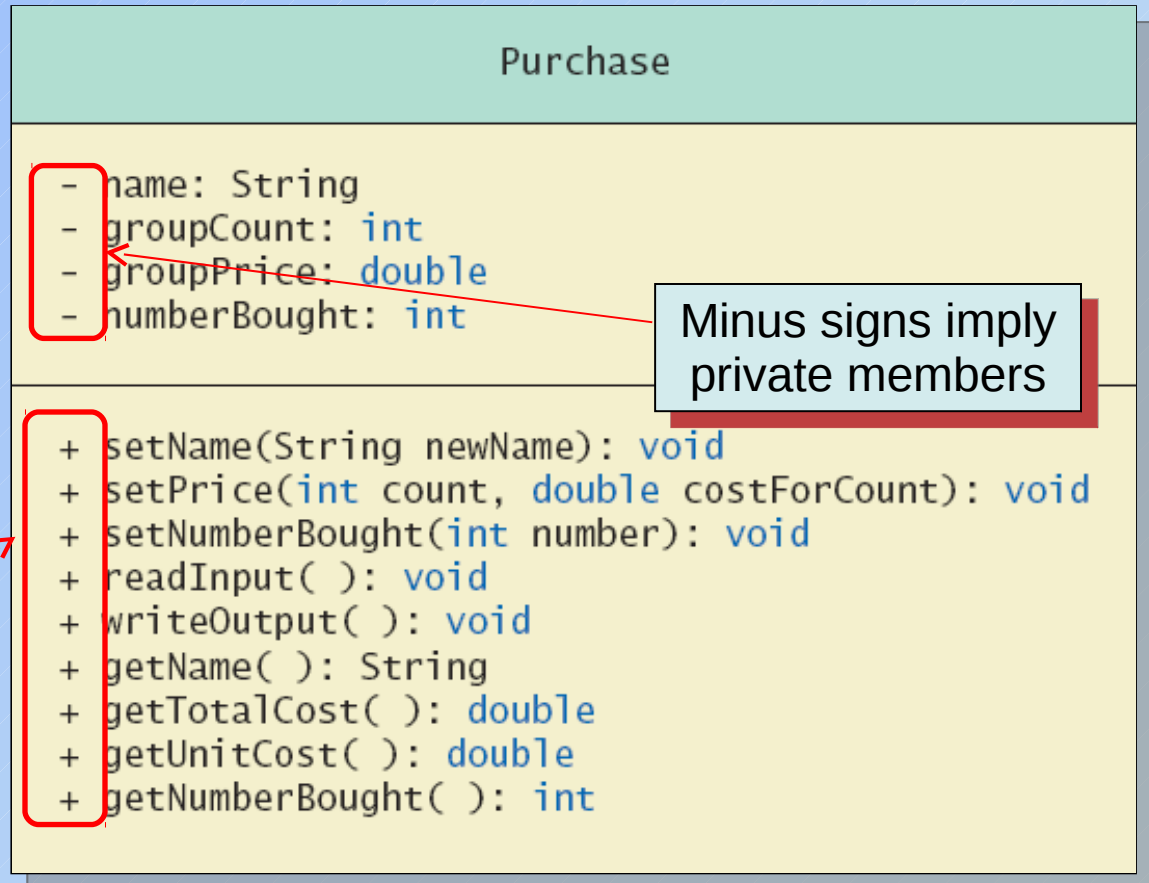 Purchase
- name: String
- groupCount: int
- groupPrice: double
- numberBought: int
Minus signs imply
private members
+ setName(String newName): void
+ setPrice(int count, double costForCount): void
+ setNumberBought(int number): void
+ readInput( ): void
+ writeOutput( ): void
+ getName( ): String
+ getTotalCost( ): double
+ getUnitCost( ): double
+ getNumberBought( ): int